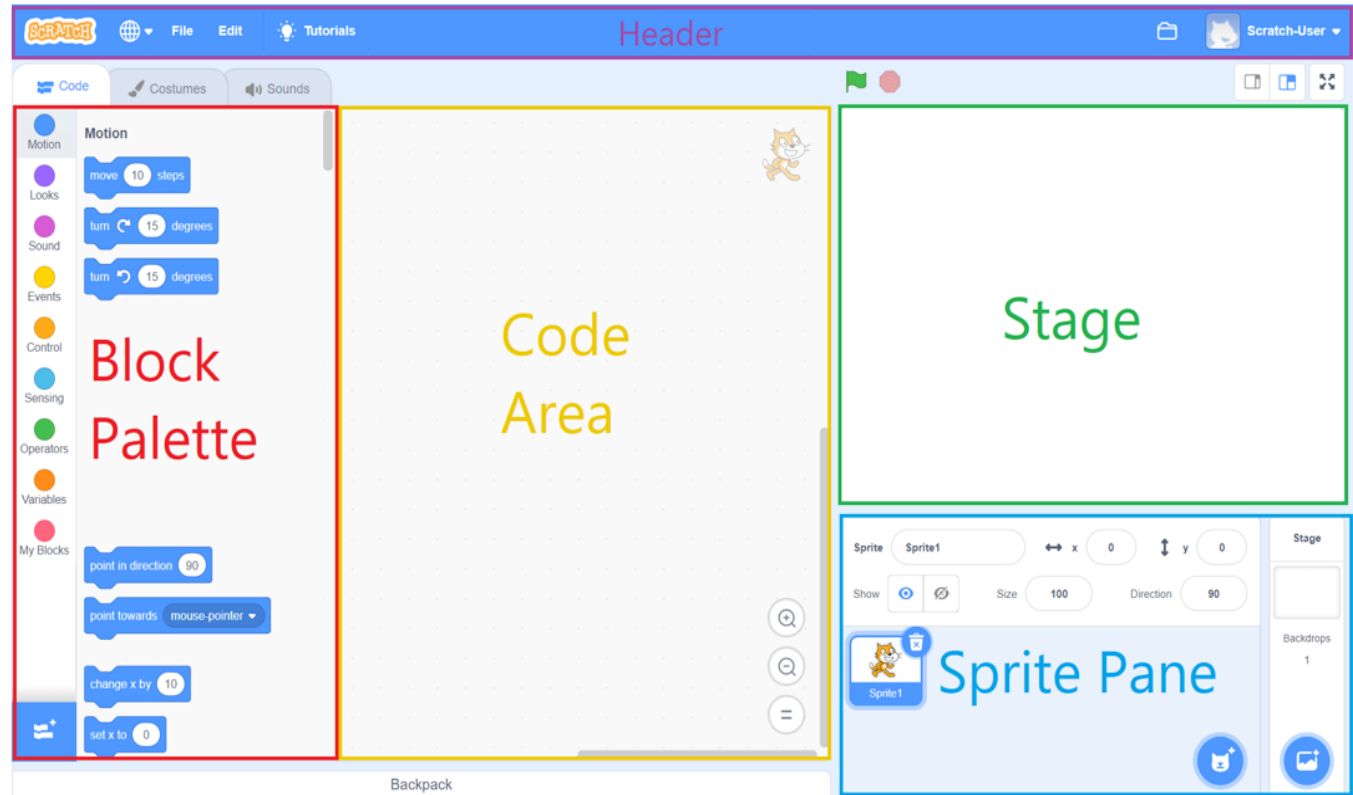 SCRATCH File Edit Tutorials Header Scratch-User
Code Costumes Sounds
Motion
Looks
Sound
Events
Control
Sensing
Operators
Variables
My Blocks
Motion
move 10 steps
turn 15 degrees
turn 15 degrees
Block
Palette
point in direction 90
point towards mouse-pointer
change x by 10
set x to 0
Code
Area
=
Backpack
Stage
Sprite Sprite1 x 0 y 0
Show Size 100 Direction 90
Sprite1
Sprite Pane
Stage
Backdrops
1